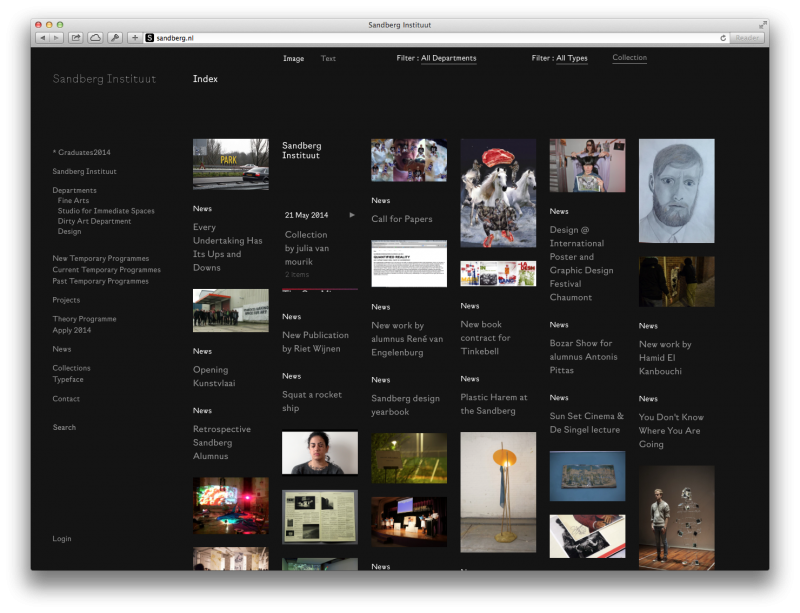 Sandberg Instituut
sandberg.nl
Reader
Image
Text
Filter : All Departments
Filter : All Types
Collection
Sandberg Instituut
Index
* Graduates2014
Sandberg Instituut
Departments
Fine Arts
Studio for Immediate Spaces
Dirty Art Department
Design
New Temporary Programmes
Current Temporary Programmes
Past Temporary Programmes
Projects
Theory Programme
Apply 2014
News
Collections
Typeface
Contact
Search
Login
PARK
News
Every
Undertaking Has
Its Ups and
Downs
News
Opening
Kunstvlaai
News
Retrospective
Sandberg
Alumnus
Sandberg
Instituut
21 May 2014
Collection
by julia van
mourik
2 items
News
New Publication
by Riet Wijnen
News
Squat a rocket
ship
News
Call for Papers
QUANTIFIED REALITY
News
New work by
alumnus René van
Engelenburg
News
Sandberg design
yearbook
News
News
New book
contract for
Tinkebell
News
Plastic Harem at
the Sandberg
News
Design @
International
Poster and
Graphic Design
Festival
Chaumont
News
Bozar Show for
alumnus Antonis
Pittas
News
Sun Set Cinema &
De Singel lecture
News
New work by
Hamid El
Kanbouchi
News
You Don't Know
Where You Are
Going